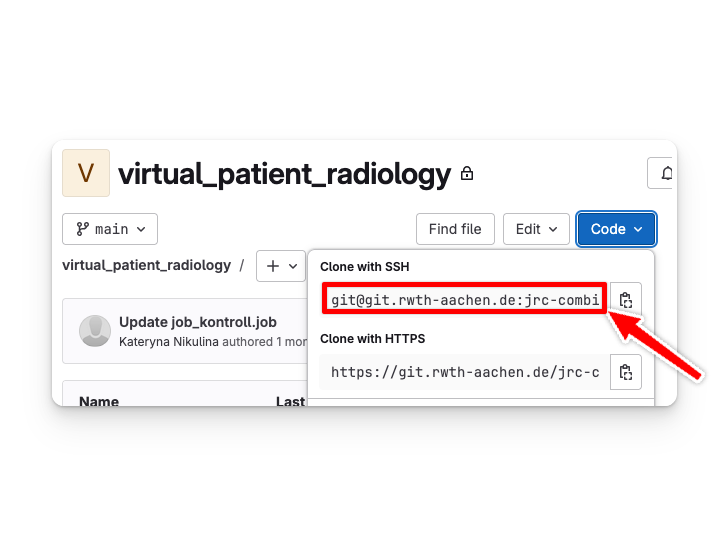 V virtual_patient_radiology
main Find file Edit Code
virtual_patient_radiology / +
Clone with SSH
git@git.rwth-aachen.de:jrc-combi
Update job_kontroll.job
Kateryna Nikulina authored 1 mor
Clone with HTTPS
https://git.rwth-aachen.de/jrc-c
Name Last